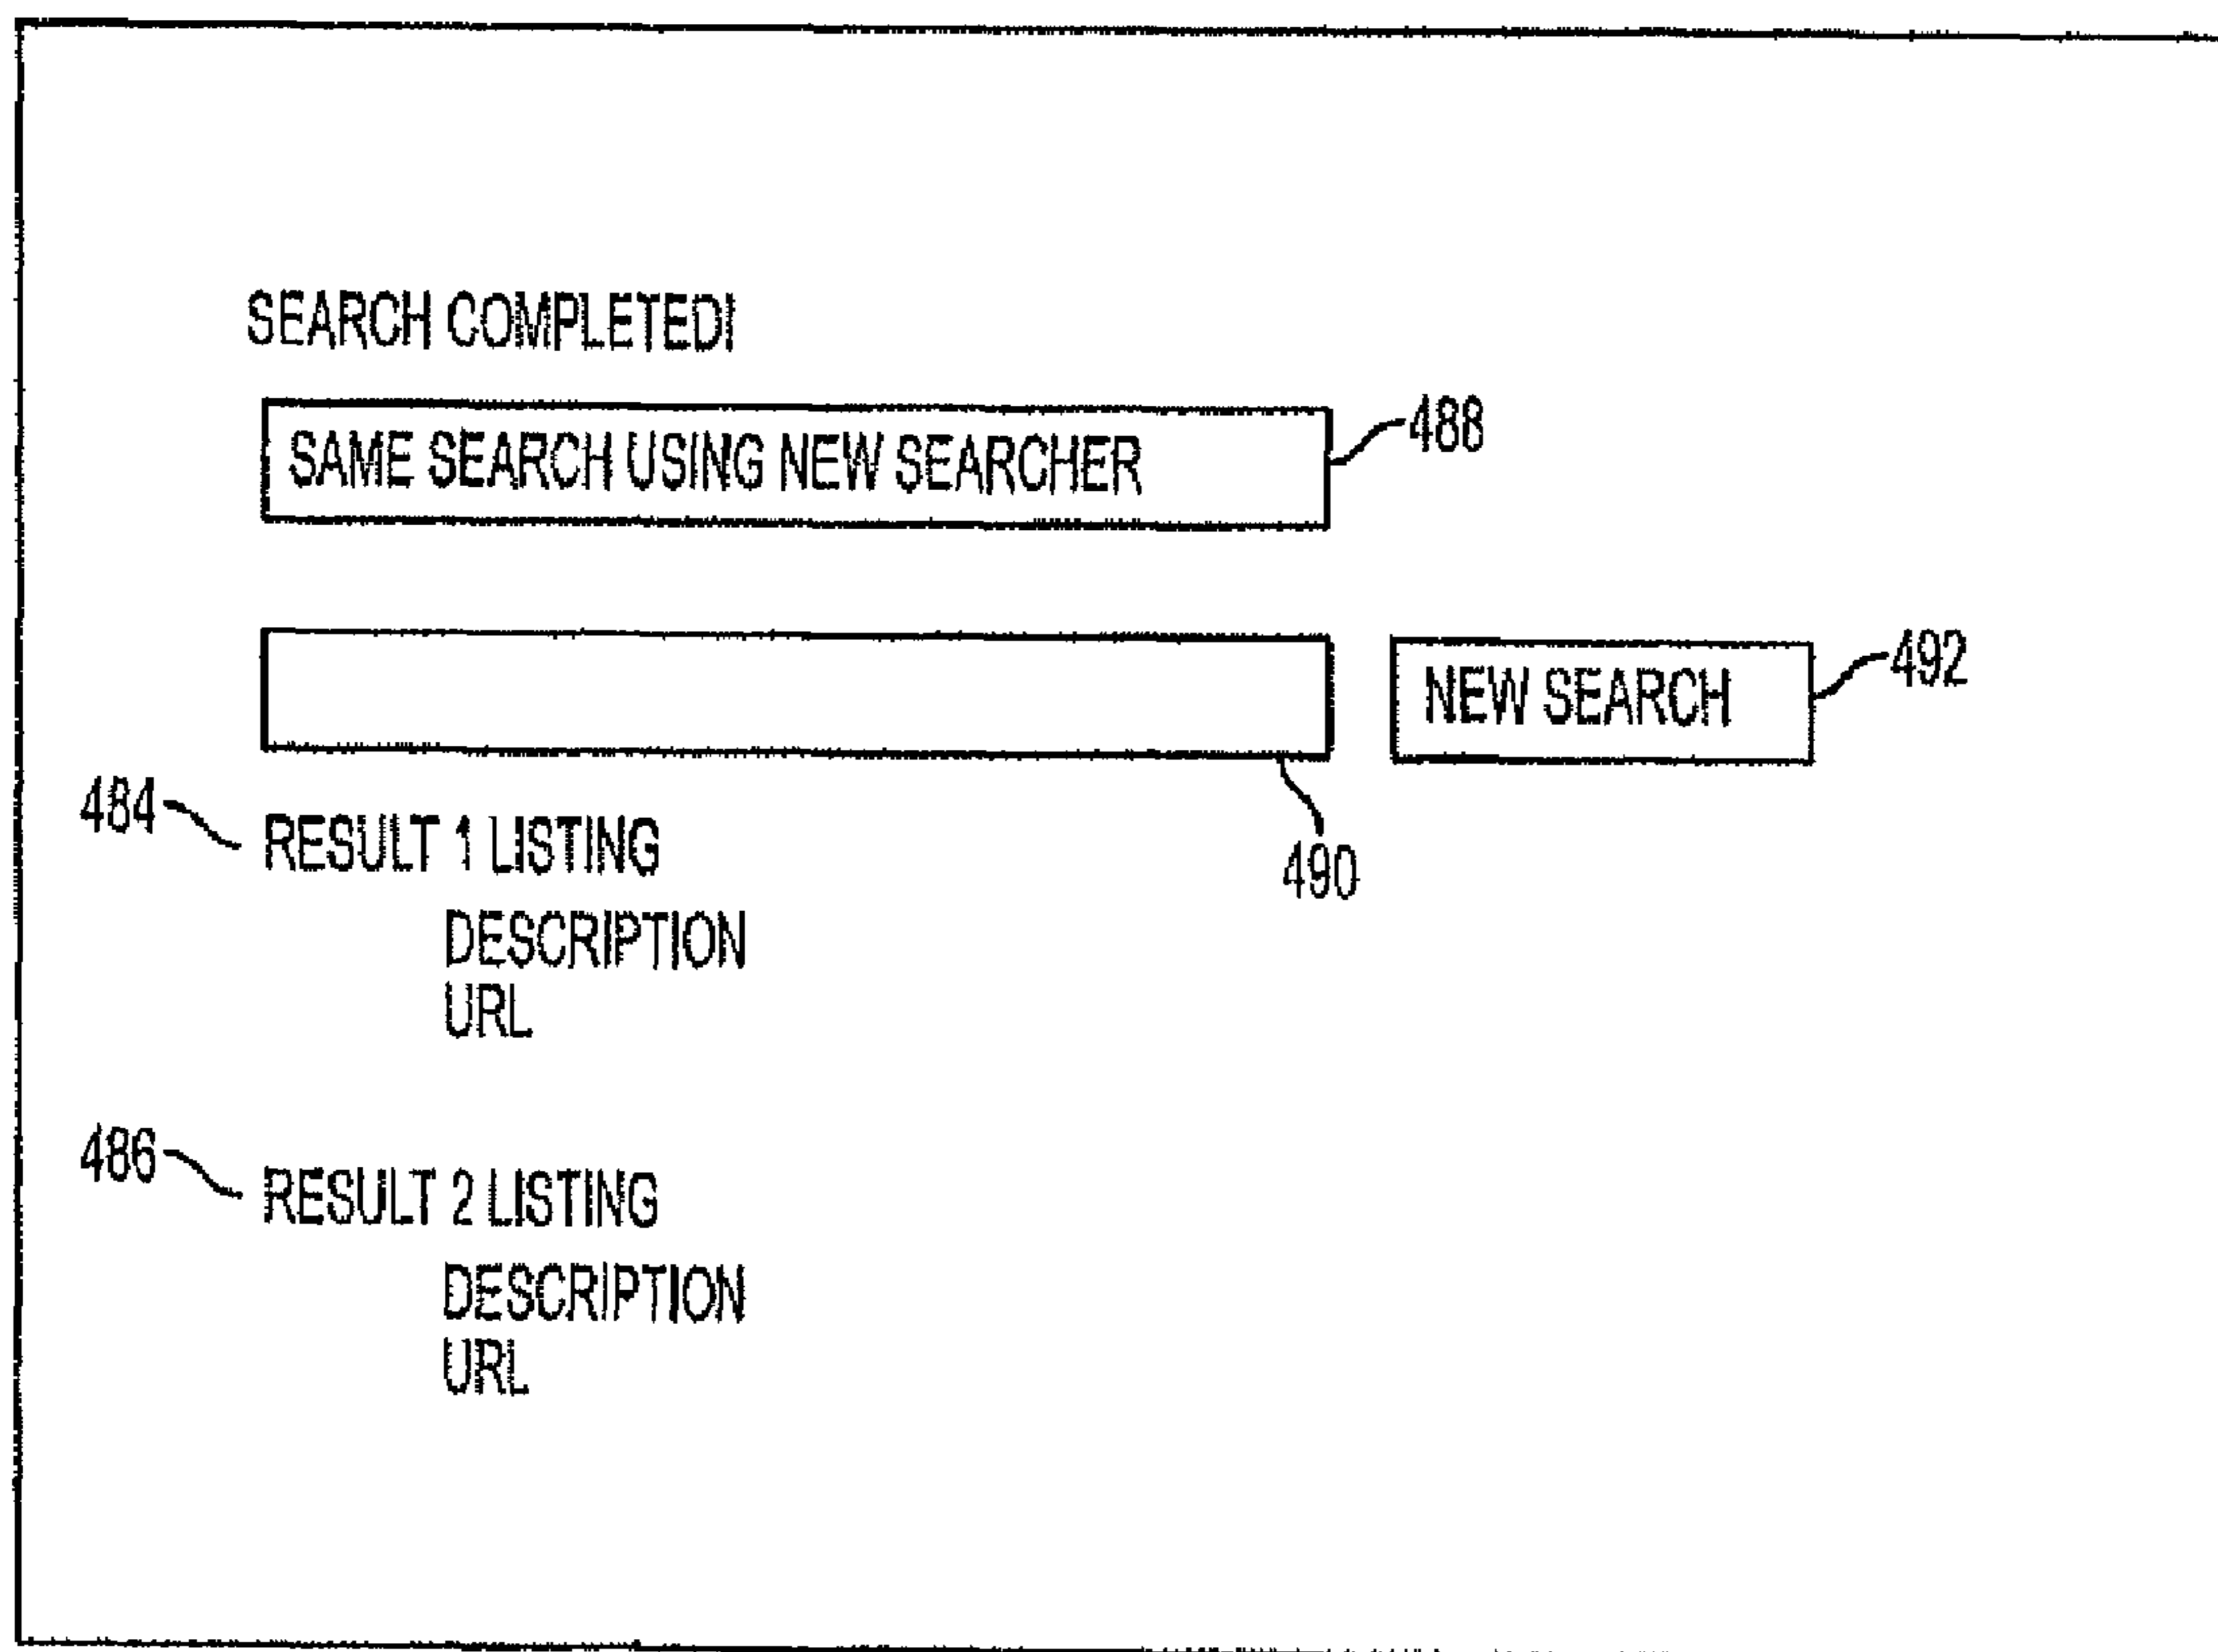 SEARCH COMPLETED!
SAME SEARCH USING NEW SEARCHER
488
NEW SEARCH
492
484
RESULT 1 LISTING
490
DESCRIPTION
URL
486
RESULT 2 LISTING
DESCRIPTION
URL